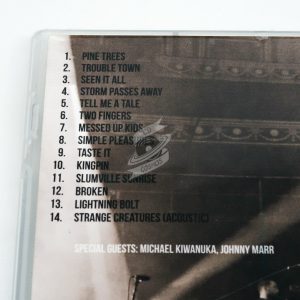 1. PINE TREES
2. TROUBLE TOWN
3. SEEN IT ALL
4. STORM PASSES AWAY
5. TELL ME A TALE
6. TWO FINGERS
7. MESSED UP KIDS
8. SIMPLE PLEASURES
9. TASTE IT
10. KINGPIN
11. SLUMVILLE SUNRISE
12. BROKEN
13. LIGHTNING BOLT
14. STRANGE CREATURES (ACOUSTIC)
SPECIAL GUESTS: MICHAEL KIWANUKA, JOHNNY MARR